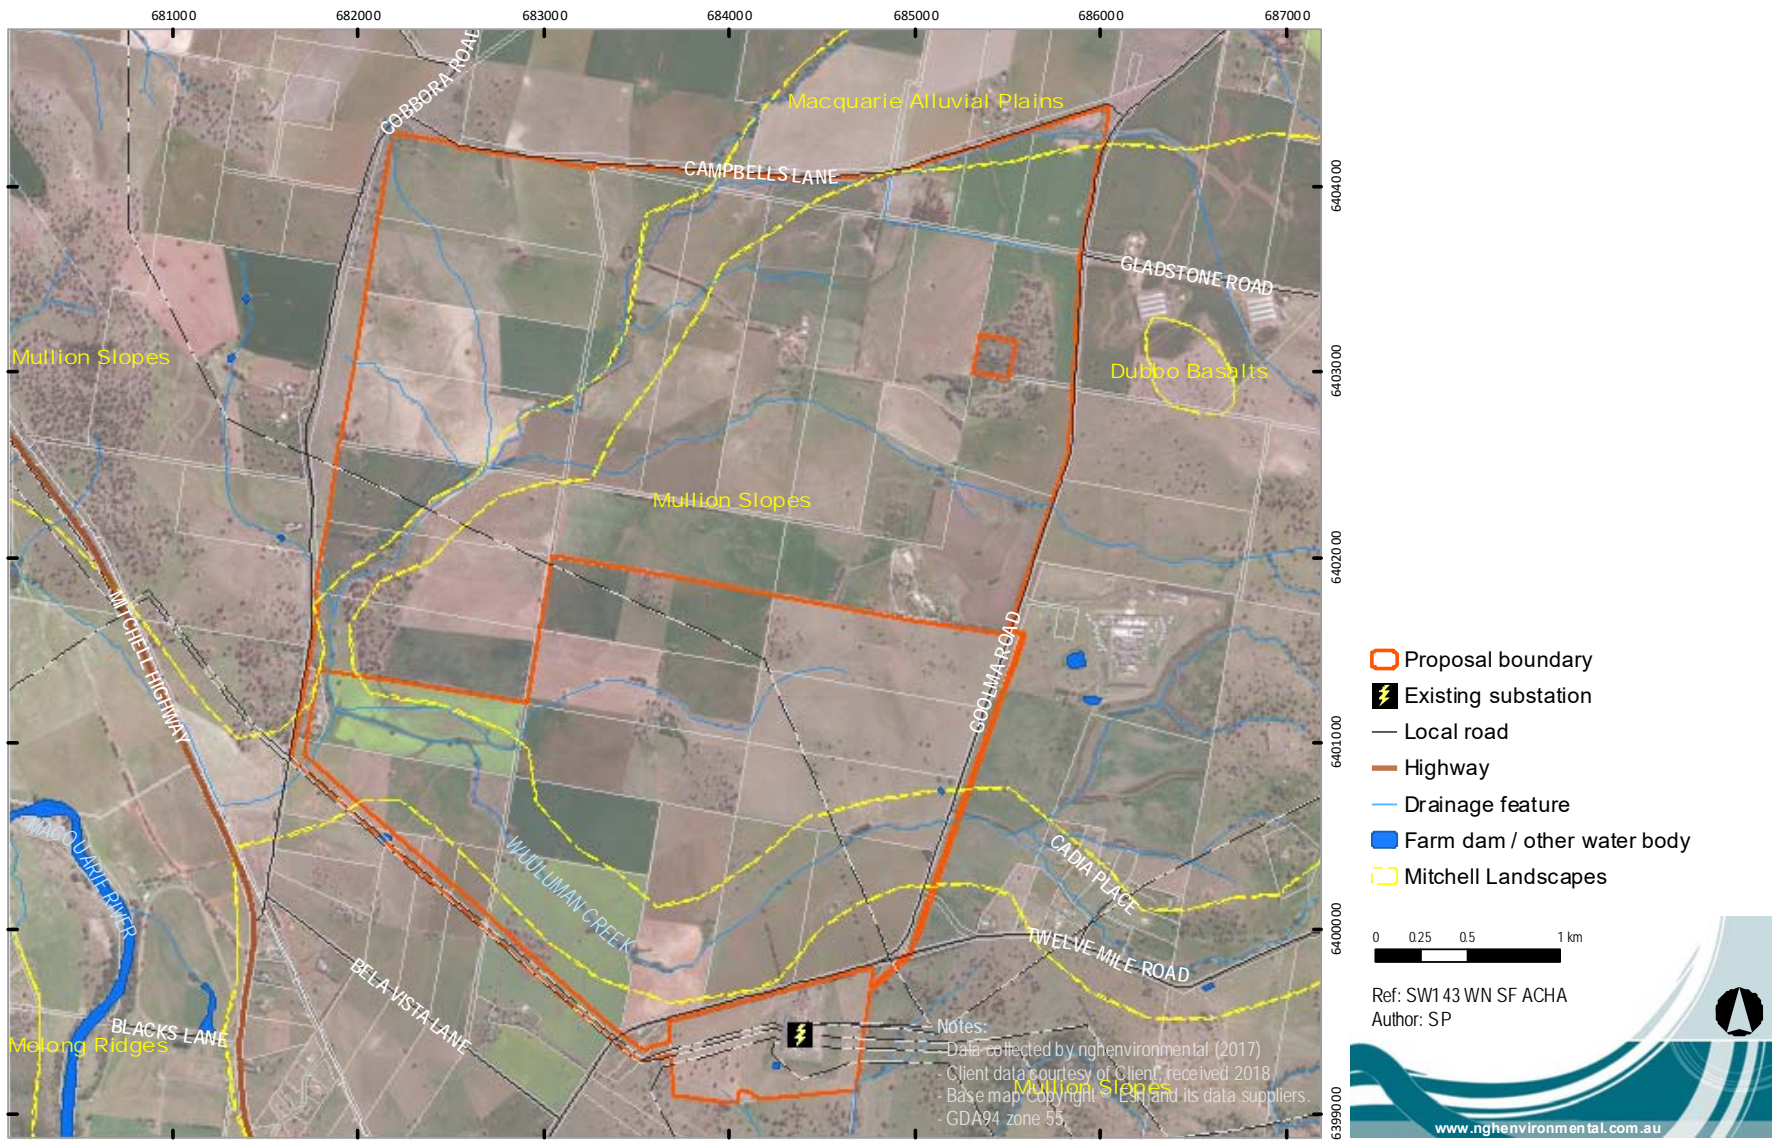 681000 682000 683000 684000 685000 686000 687000
COBBORA ROAD
Macquarie Alluvial Plains
CAMPBELLS LANE
6404000
GLADSTONE ROAD
Mullion Slopes
Dubbo Basalts
6403000
Mullion Slopes
6402000
MITCHELL HIGHWAY
GOOLMA ROAD
6401000
MACQUARIE RIVER
WUULUMAN CREEK
CADIA PLACE
6400000
TWELVE MILE ROAD
BELA VISTA LANE
BLACKS LANE
Molong Ridges
Mullion Slopes
6399000
Notes:
- Data collected by nghenvironmental (2017)
- Client data courtesy of Client, received 2018
- Base map Copyright © Esri and its data suppliers.
- GDA94 zone 55
Proposal boundary
Existing substation
Local road
Highway
Drainage feature
Farm dam / other water body
Mitchell Landscapes
0 0.25 0.5 1 km
Ref: SW143 WN SF ACHA
Author: SP
www.nghenvironmental.com.au